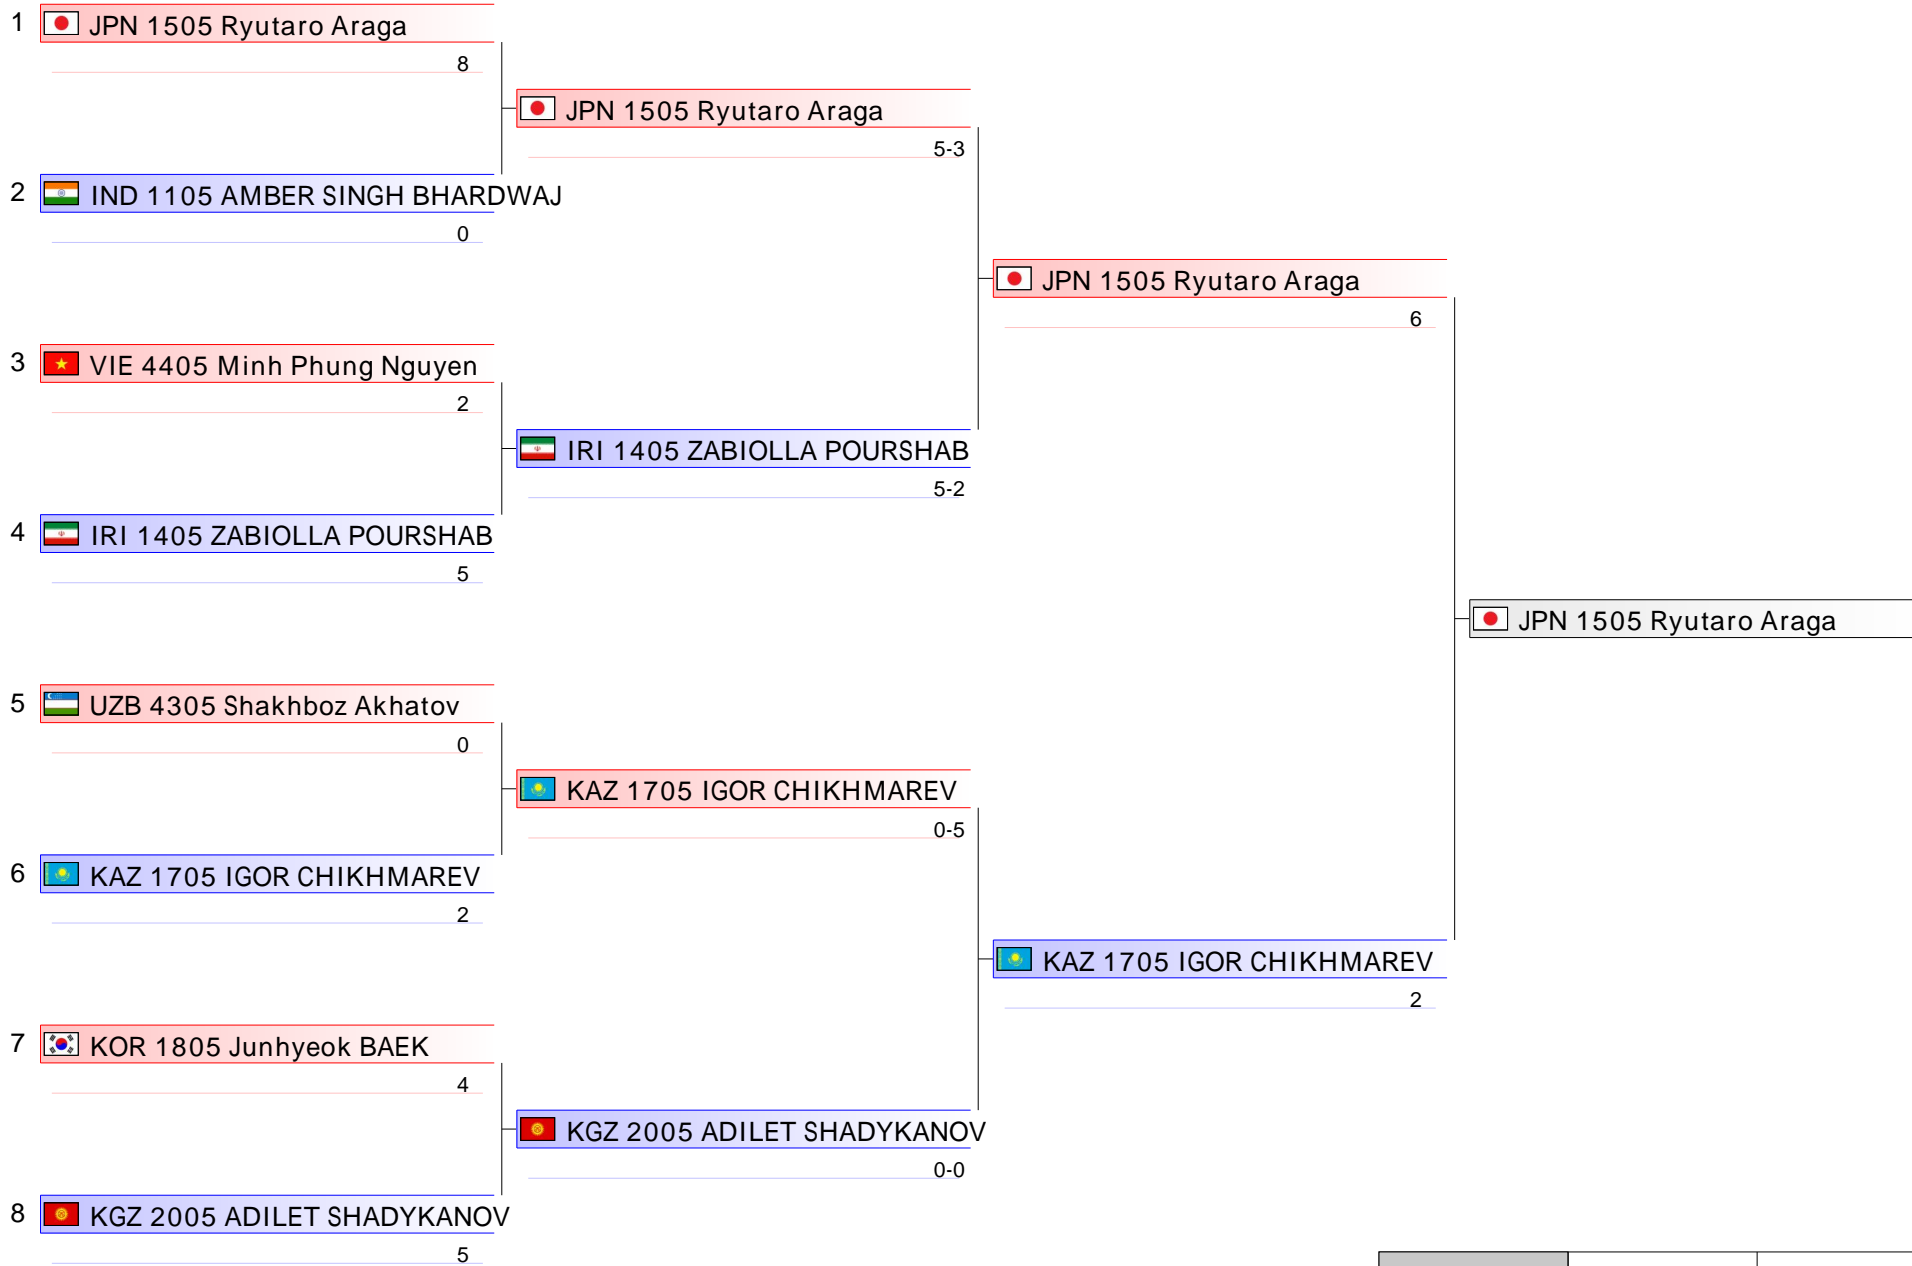 1 JPN 1505 Ryutaro Araga
8
JPN 1505 Ryutaro Araga
5-3
2 IND 1105 AMBER SINGH BHARDWAJ
0
JPN 1505 Ryutaro Araga
6
3 VIE 4405 Minh Phung Nguyen
2
IRI 1405 ZABIOLLA POURSHAB
5-2
4 IRI 1405 ZABIOLLA POURSHAB
5
JPN 1505 Ryutaro Araga
5 UZB 4305 Shakhboz Akhatov
0
KAZ 1705 IGOR CHIKHMAREV
0-5
6 KAZ 1705 IGOR CHIKHMAREV
2
KAZ 1705 IGOR CHIKHMAREV
2
7 KOR 1805 Junhyeok BAEK
4
KGZ 2005 ADILET SHADYKANOV
0-0
8 KGZ 2005 ADILET SHADYKANOV
5